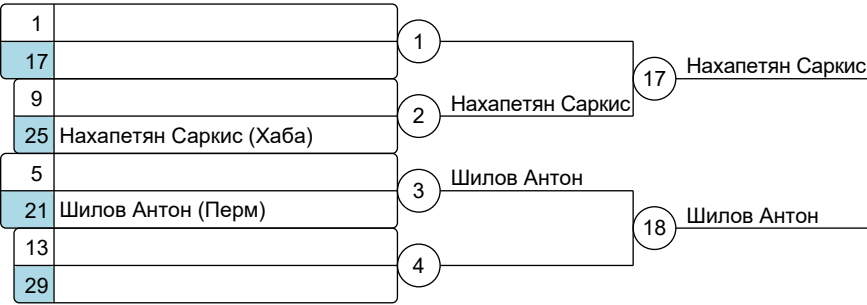 1
17
1
17 Нахапетян Саркис
9
25 Нахапетян Саркис (Хаба)
2 Нахапетян Саркис
5
21 Шилов Антон (Перм)
3 Шилов Антон
18 Шилов Антон
13
29
4